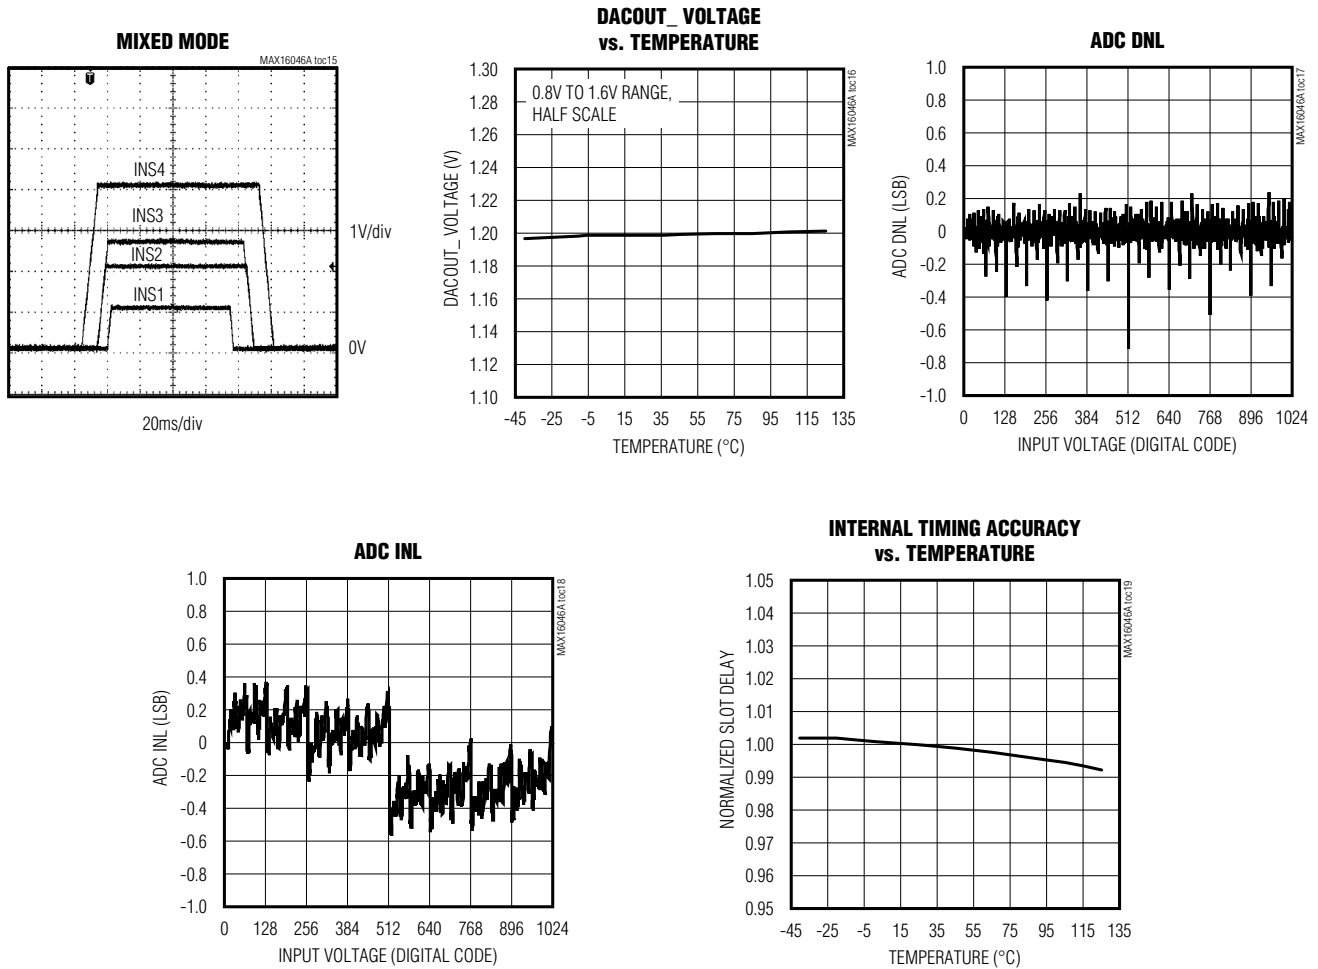 MIXED MODE
MAX16046A toc15
T
INS4
INS3
INS2
INS1
1V/div
0V
20ms/div
DACOUT_ VOLTAGE
vs. TEMPERATURE
MAX16046A toc16
0.8V TO 1.6V RANGE,
HALF SCALE
DACOUT_ VOLTAGE (V)
1.30
1.28
1.26
1.24
1.22
1.20
1.18
1.16
1.14
1.12
1.10
-45 -25 -5 15 35 55 75 95 115 135
TEMPERATURE (°C)
ADC DNL
MAX16046A toc17
ADC DNL (LSB)
1.0
0.8
0.6
0.4
0.2
0
-0.2
-0.4
-0.6
-0.8
-1.0
0 128 256 384 512 640 768 896 1024
INPUT VOLTAGE (DIGITAL CODE)
ADC INL
MAX16046A toc18
ADC INL (LSB)
1.0
0.8
0.6
0.4
0.2
0
-0.2
-0.4
-0.6
-0.8
-1.0
0 128 256 384 512 640 768 896 1024
INPUT VOLTAGE (DIGITAL CODE)
INTERNAL TIMING ACCURACY
vs. TEMPERATURE
MAX16046A toc19
NORMALIZED SLOT DELAY
1.05
1.04
1.03
1.02
1.01
1.00
0.99
0.98
0.97
0.96
0.95
-45 -25 -5 15 35 55 75 95 115 135
TEMPERATURE (°C)